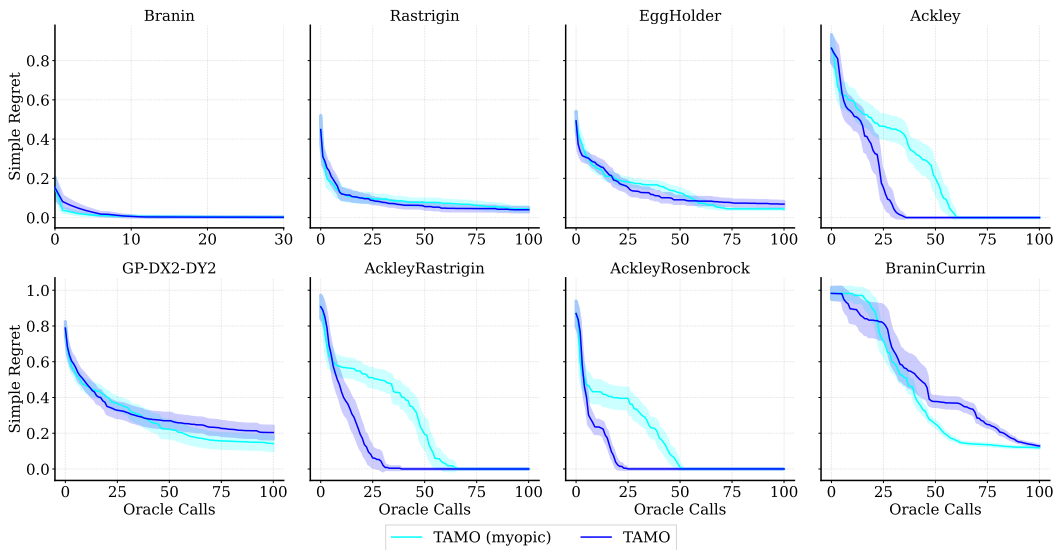 Branin
Rastrigin
EggHolder
Ackley
Simple Regret
0.8
0.6
0.4
0.2
0.0
0 10 20 30
0 25 50 75 100
0 25 50 75 100
0 25 50 75 100
GP-DX2-DY2
AckleyRastrigin
AckleyRosenbrock
BraninCurrin
Simple Regret
1.0
0.8
0.6
0.4
0.2
0.0
0 25 50 75 100
0 25 50 75 100
0 25 50 75 100
0 25 50 75 100
Oracle Calls
Oracle Calls
Oracle Calls
Oracle Calls
TAMO (myopic)
TAMO